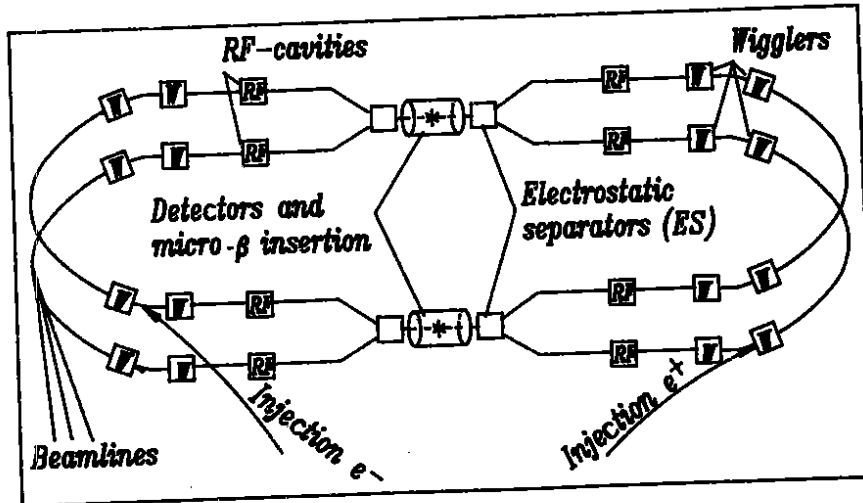 RF-cavities
Wigglers
W W RF * RF W W
W W RF RF W W
Detectors and
micro-β insertion
Electrostatic
separators (ES)
W W RF * RF W W
W W RF RF W W
Injection e-
Injection e+
Beamlines